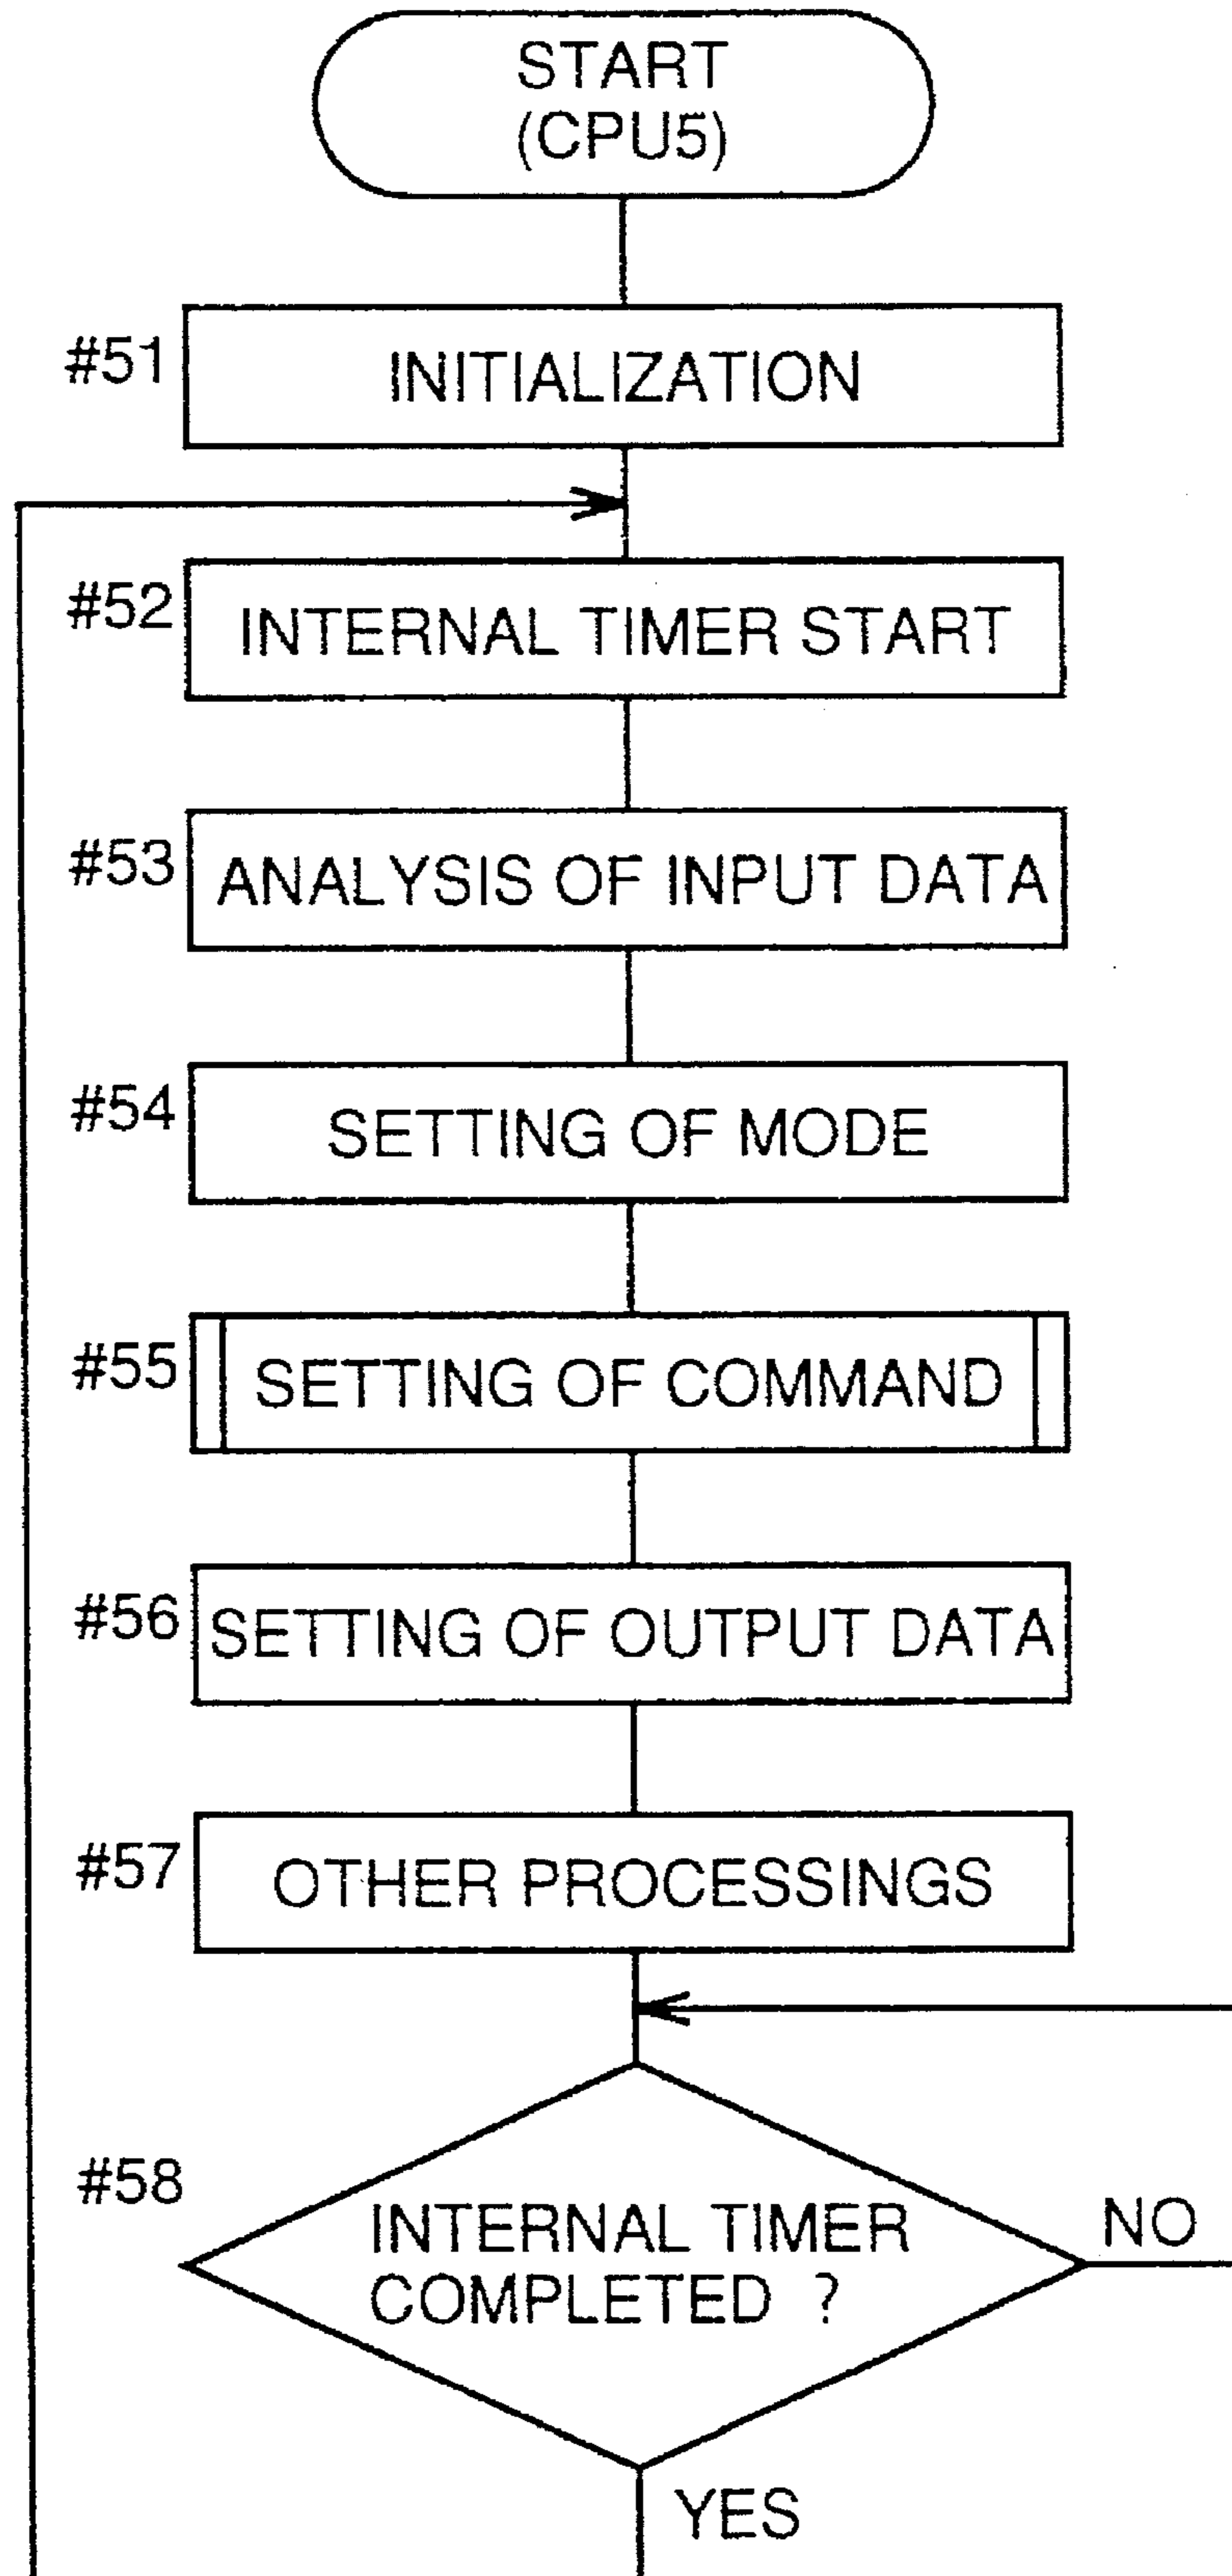 START
(CPU5)
#51 INITIALIZATION
#52 INTERNAL TIMER START
#53 ANALYSIS OF INPUT DATA
#54 SETTING OF MODE
#55 SETTING OF COMMAND
#56 SETTING OF OUTPUT DATA
#57 OTHER PROCESSINGS
#58
INTERNAL TIMER
COMPLETED ?
NO
YES